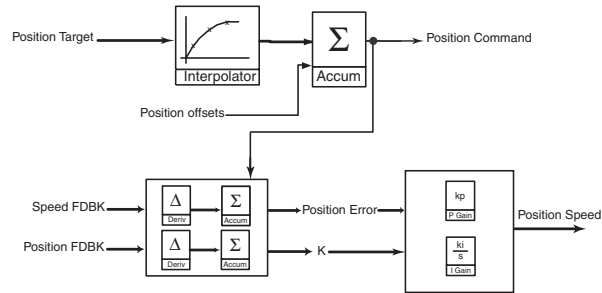 Position Target
Interpolator
Σ
Accum
Position Command
Position offsets
Speed FDBK
Δ
Deriv
Σ
Accum
Position Error
kp
P Gain
Position Speed
Position FDBK
Δ
Deriv
Σ
Accum
K
ki
s
I Gain